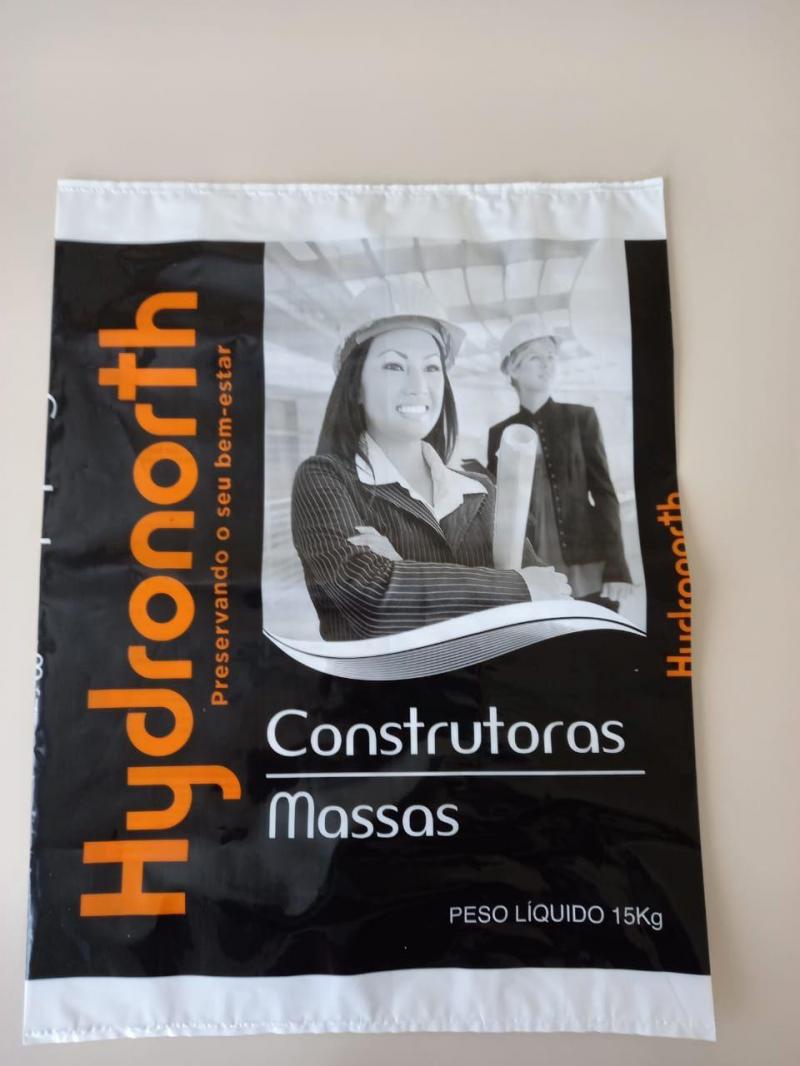 Hydronorth
Preservando o seu bem-estar
Construtoras
Massas
PESO LÍQUIDO 15Kg
Hydronorth